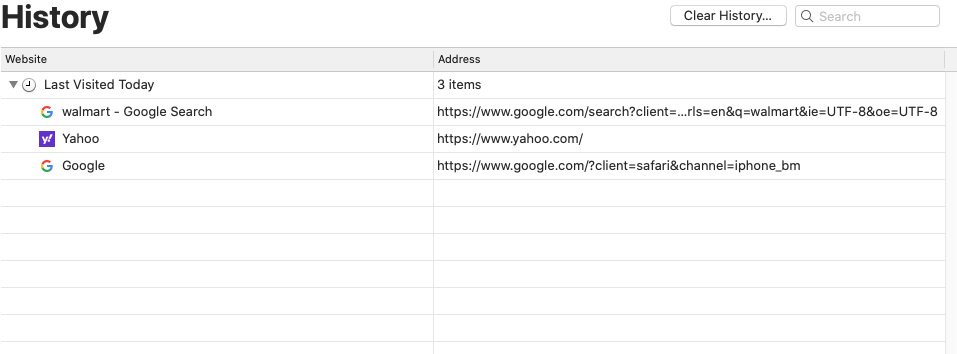 History
Clear History...
Search
Website Address
Last Visited Today 3 items
walmart - Google Search https://www.google.com/search?client=...rls=en&q=walmart&ie=UTF-8&oe=UTF-8
y! Yahoo https://www.yahoo.com/
G Google https://www.google.com/?client=safari&channel=iphone_bm